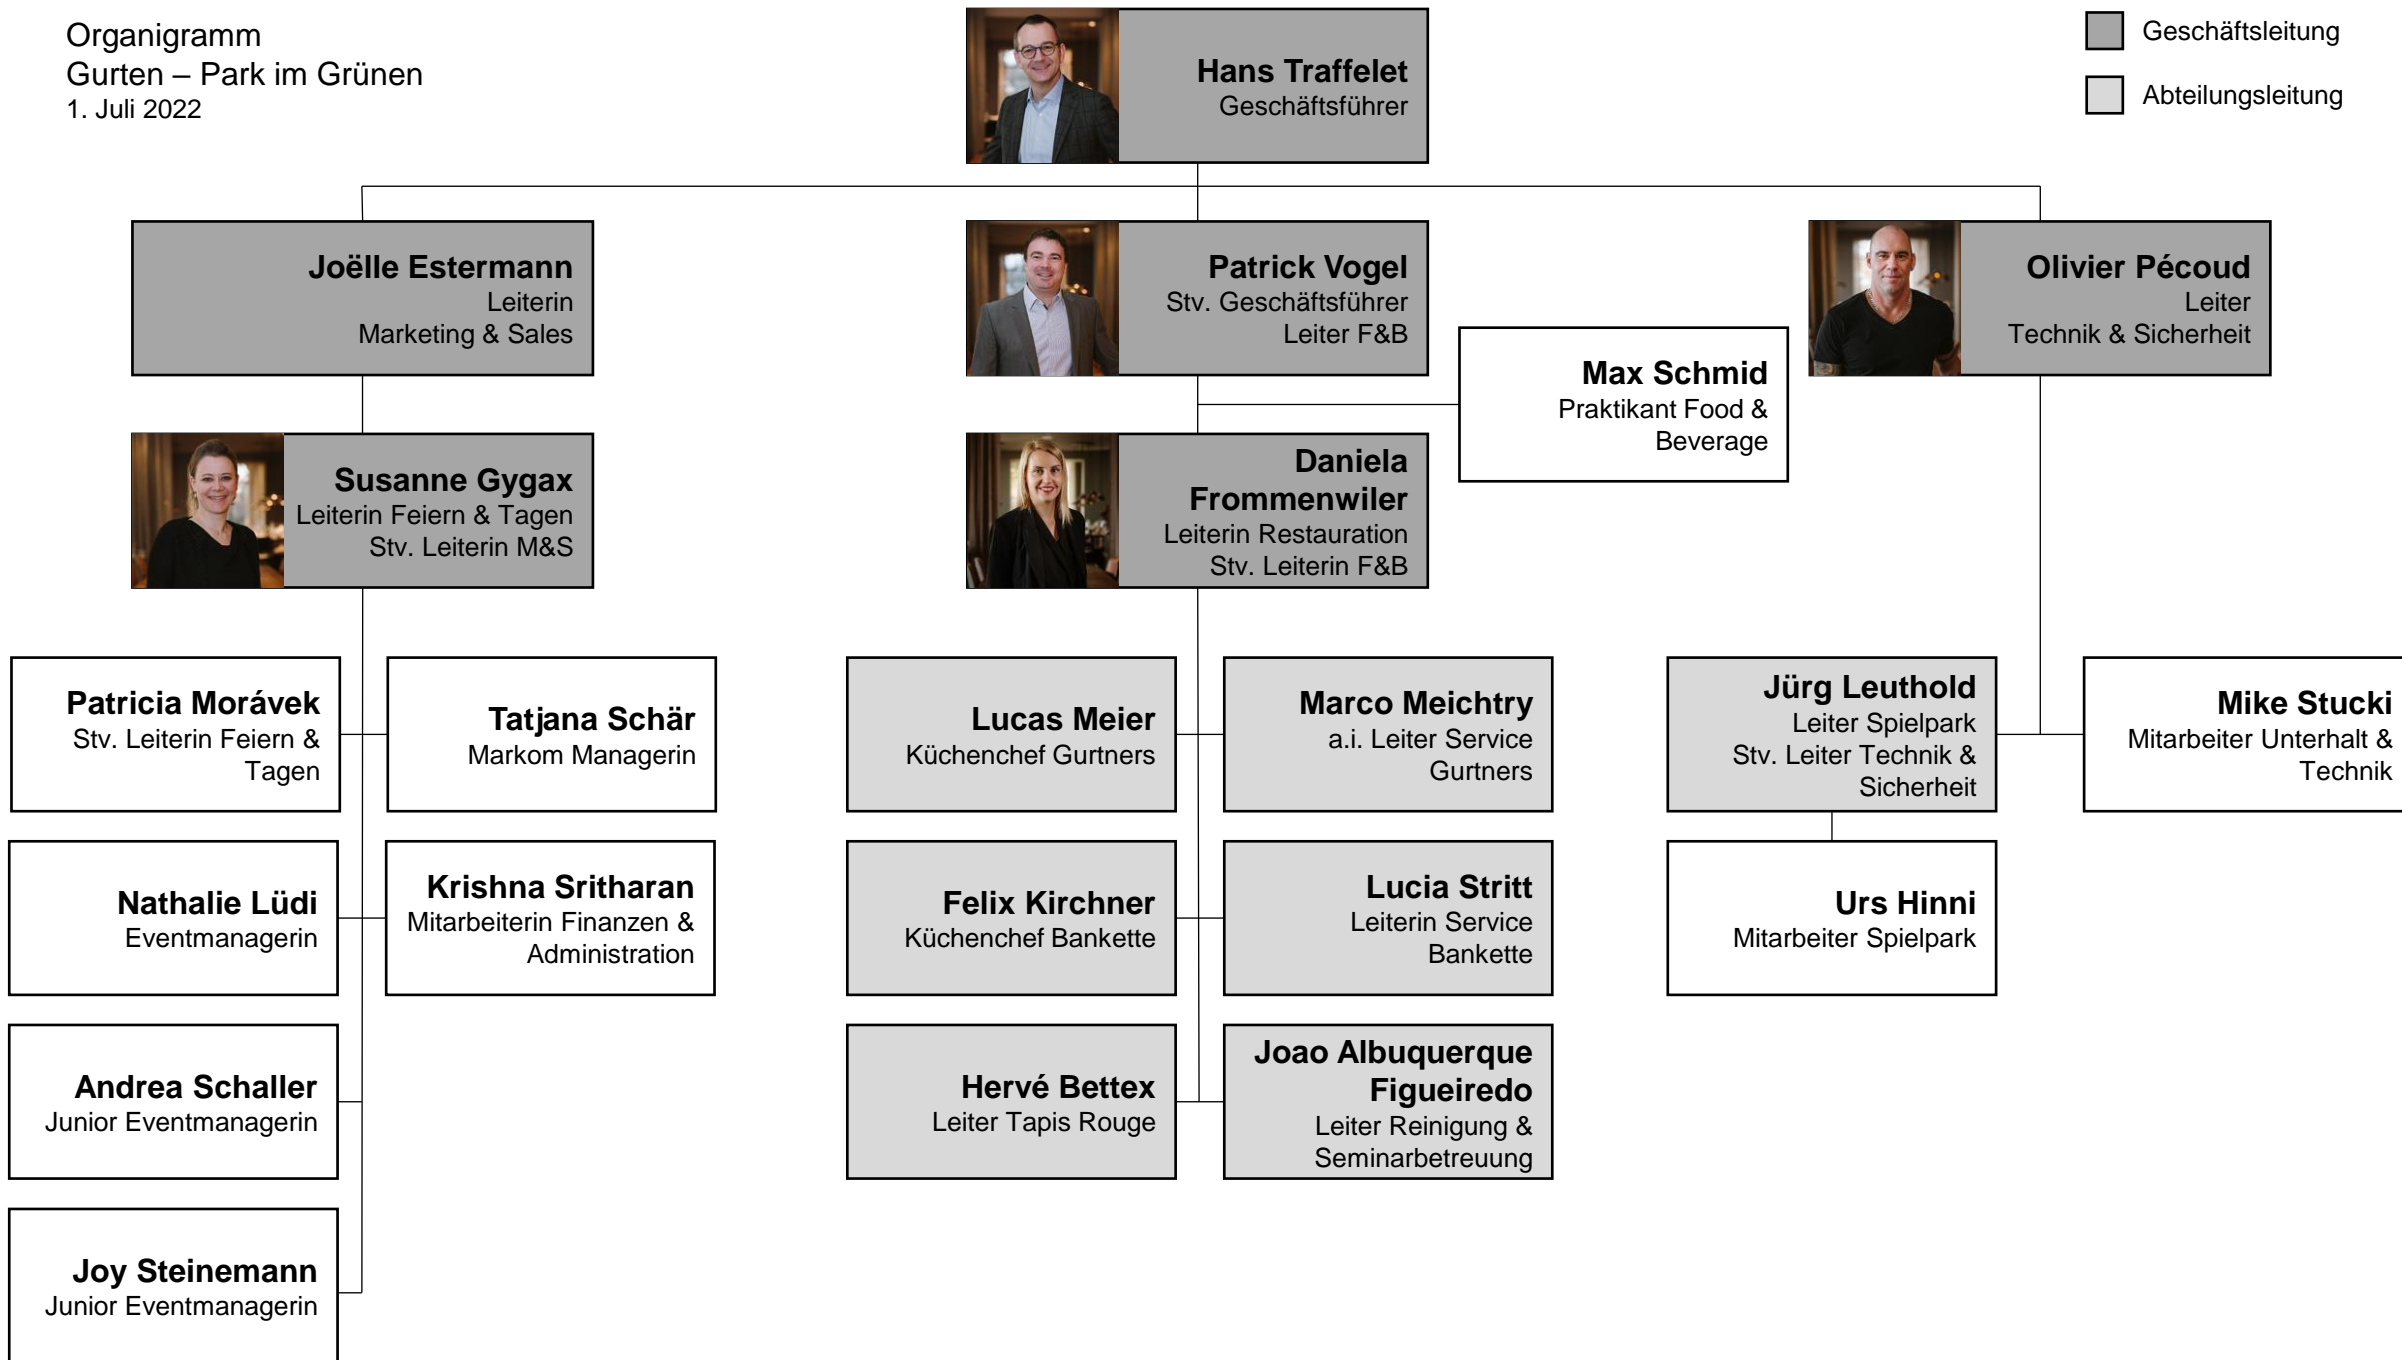 Organigramm
Gurten – Park im Grünen
1. Juli 2022
Hans Traffelet
Geschäftsführer
Geschäftsleitung
Abteilungsleitung
Joëlle Estermann
Leiterin
Marketing & Sales
Patrick Vogel
Stv. Geschäftsführer
Leiter F&B
Olivier Pécoud
Leiter
Technik & Sicherheit
Max Schmid
Praktikant Food &
Beverage
Susanne Gygax
Leiterin Feiern & Tagen
Stv. Leiterin M&S
Daniela
Frommenwiler
Leiterin Restauration
Stv. Leiterin F&B
Patricia Morávek
Stv. Leiterin Feiern &
Tagen
Tatjana Schär
Markom Managerin
Lucas Meier
Küchenchef Gurtners
Marco Meichtry
a.i. Leiter Service
Gurtners
Jürg Leuthold
Leiter Spielpark
Stv. Leiter Technik &
Sicherheit
Mike Stucki
Mitarbeiter Unterhalt &
Technik
Nathalie Lüdi
Eventmanagerin
Krishna Sritharan
Mitarbeiterin Finanzen &
Administration
Felix Kirchner
Küchenchef Bankette
Lucia Stritt
Leiterin Service
Bankette
Urs Hinni
Mitarbeiter Spielpark
Andrea Schaller
Junior Eventmanagerin
Hervé Bettex
Leiter Tapis Rouge
Joao Albuquerque
Figueiredo
Leiter Reinigung &
Seminarbetreuung
Joy Steinemann
Junior Eventmanagerin